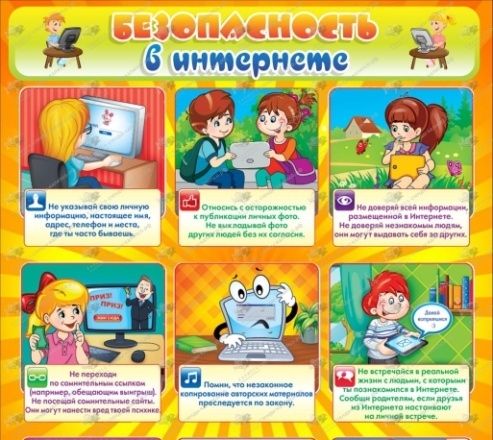 БЕЗОПАСНОСТЬ
в интернете
Не указывай свою личную
информацию, настоящее имя,
адрес, телефон и места,
где ты часто бываешь.
Отнесись с осторожностью
к публикации личных фото.
Не выкладывай фото
других людей без их согласия.
Не доверяй всей информации,
размещенной в Интернете.
Не доверяй незнакомым людям,
они могут выдавать себя за других.
ПРИЗ!
ПРИЗ!
Не переходи
по сомнительным ссылкам
(например, обещающим выигрыш).
Не посещай сомнительные сайты.
Они могут нанести вред твоей психике.
Помни, что незаконное
копирование авторских материалов
преследуется по закону.
Давай
встретимся
:)
Не встречайся в реальной
жизни с людьми, с которыми
ты познакомился в Интернете.
Сообщи родителям, если друзья
из Интернета настаивают
на личной встрече.